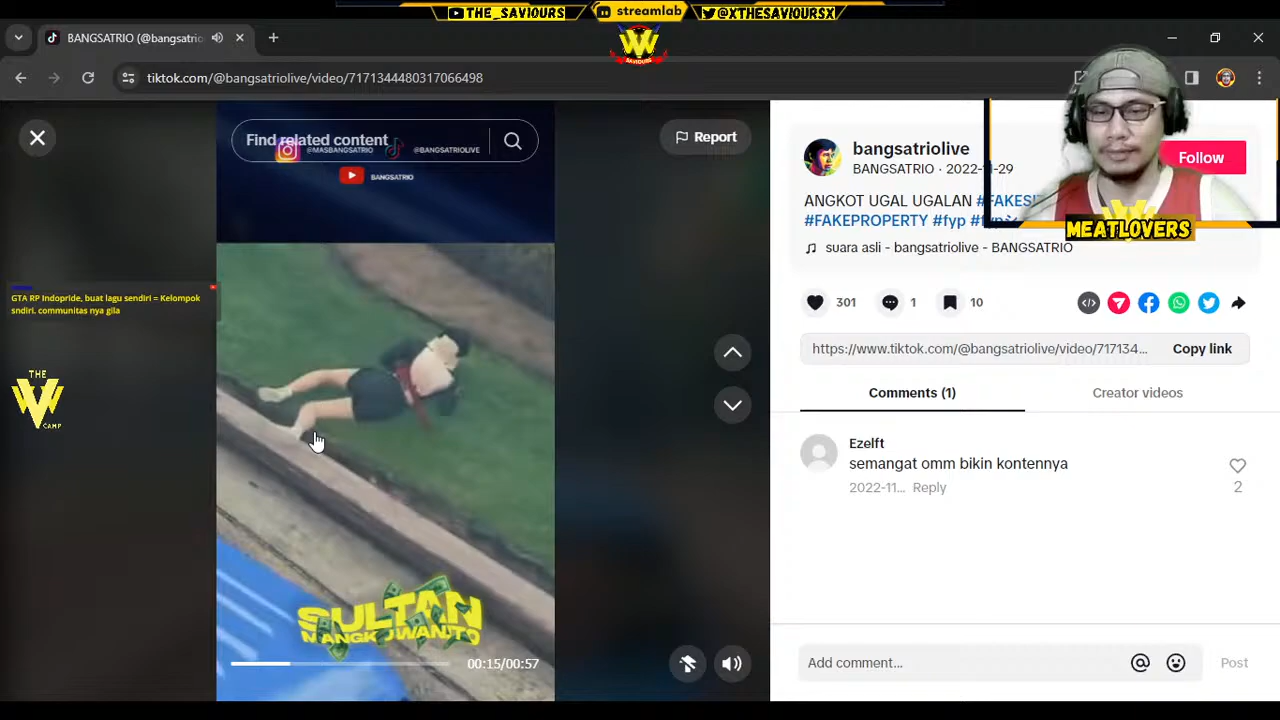 THE_SAVIOURS
streamlab
@XTHESAVIOURSX
W
SAVIOURS
BANGSATRIO (@bangsatric
tiktok.com/@bangsatriolive/video/7171344480317066498
Find related content
@MASBANGSATRIO
@BANGSATRIOLIVE
BANGSATRIO
Report
bangsatriolive
BANGSATRIO · 2022-11-29
Follow
ANGKOT UGAL UGALAN #FAKES
#FAKEPROPERTY #fyp
MEATLOVERS
suara asli - bangsatriolive - BANGSATRIO
GTA RP Indopride, buat lagu sendiri = Kelompok
sndiri. communitas nya gila
301
1
10
https://www.tiktok.com/@bangsatriolive/video/717134...
Copy link
THE
W
CAMP
Comments (1)
Creator videos
Ezelft
semangat omm bikin kontennya
2022-11...
Reply
2
SULTAN
MANGKUWANITO
00:15/00:57
Add comment...
Post